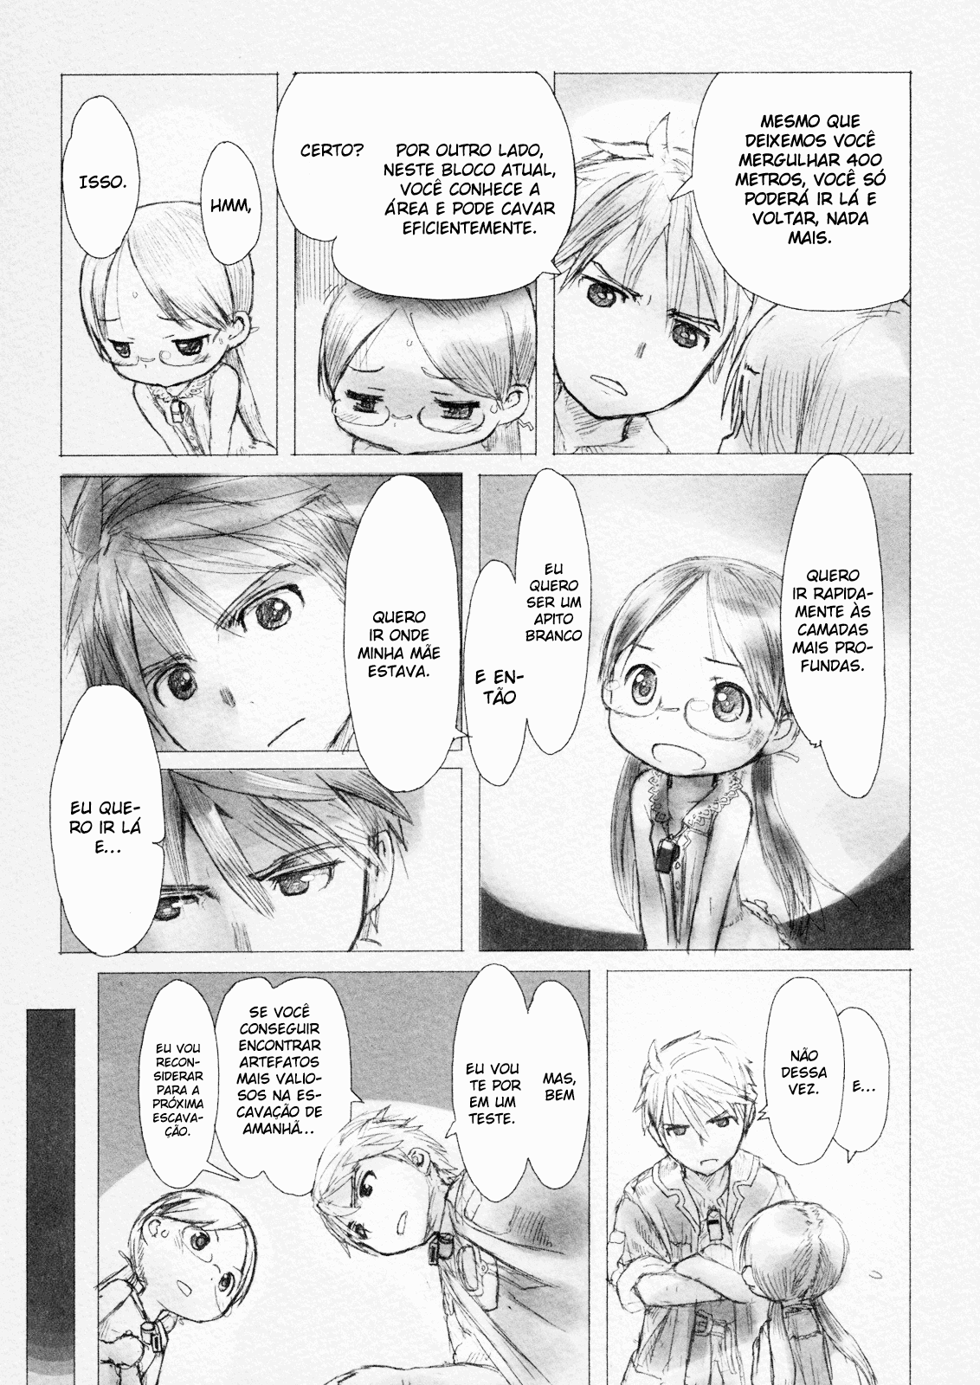 MESMO QUE
DEIXEMOS VOCÊ
MERGULHAR 400
METROS, VOCÊ SÓ
PODERÁ IR LÁ E
VOLTAR, NADA
MAIS.
POR OUTRO LADO,
NESTE BLOCO ATUAL,
VOCÊ CONHECE A
ÁREA E PODE CAVAR
EFICIENTEMENTE.
CERTO?
HMM,
ISSO.
QUERO
IR RAPIDA-
MENTE ÀS
CAMADAS
MAIS PRO-
FUNDAS.
EU
QUERO
SER UM
APITO
BRANCO
E EN-
TÃO
QUERO
IR ONDE
MINHA MÃE
ESTAVA.
EU QUE-
RO IR LÁ
E...
E...
NÃO
DESSA
VEZ.
MAS,
BEM
EU VOU
TE POR
EM UM
TESTE.
SE VOCÊ
CONSEGUIR
ENCONTRAR
ARTEFATOS
MAIS VALIO-
SOS NA ES-
CAVAÇÃO DE
AMANHÃ..
EU VOU
RECON-
SIDERAR
PARA A
PRÓXIMA
ESCAVA-
ÇÃO.